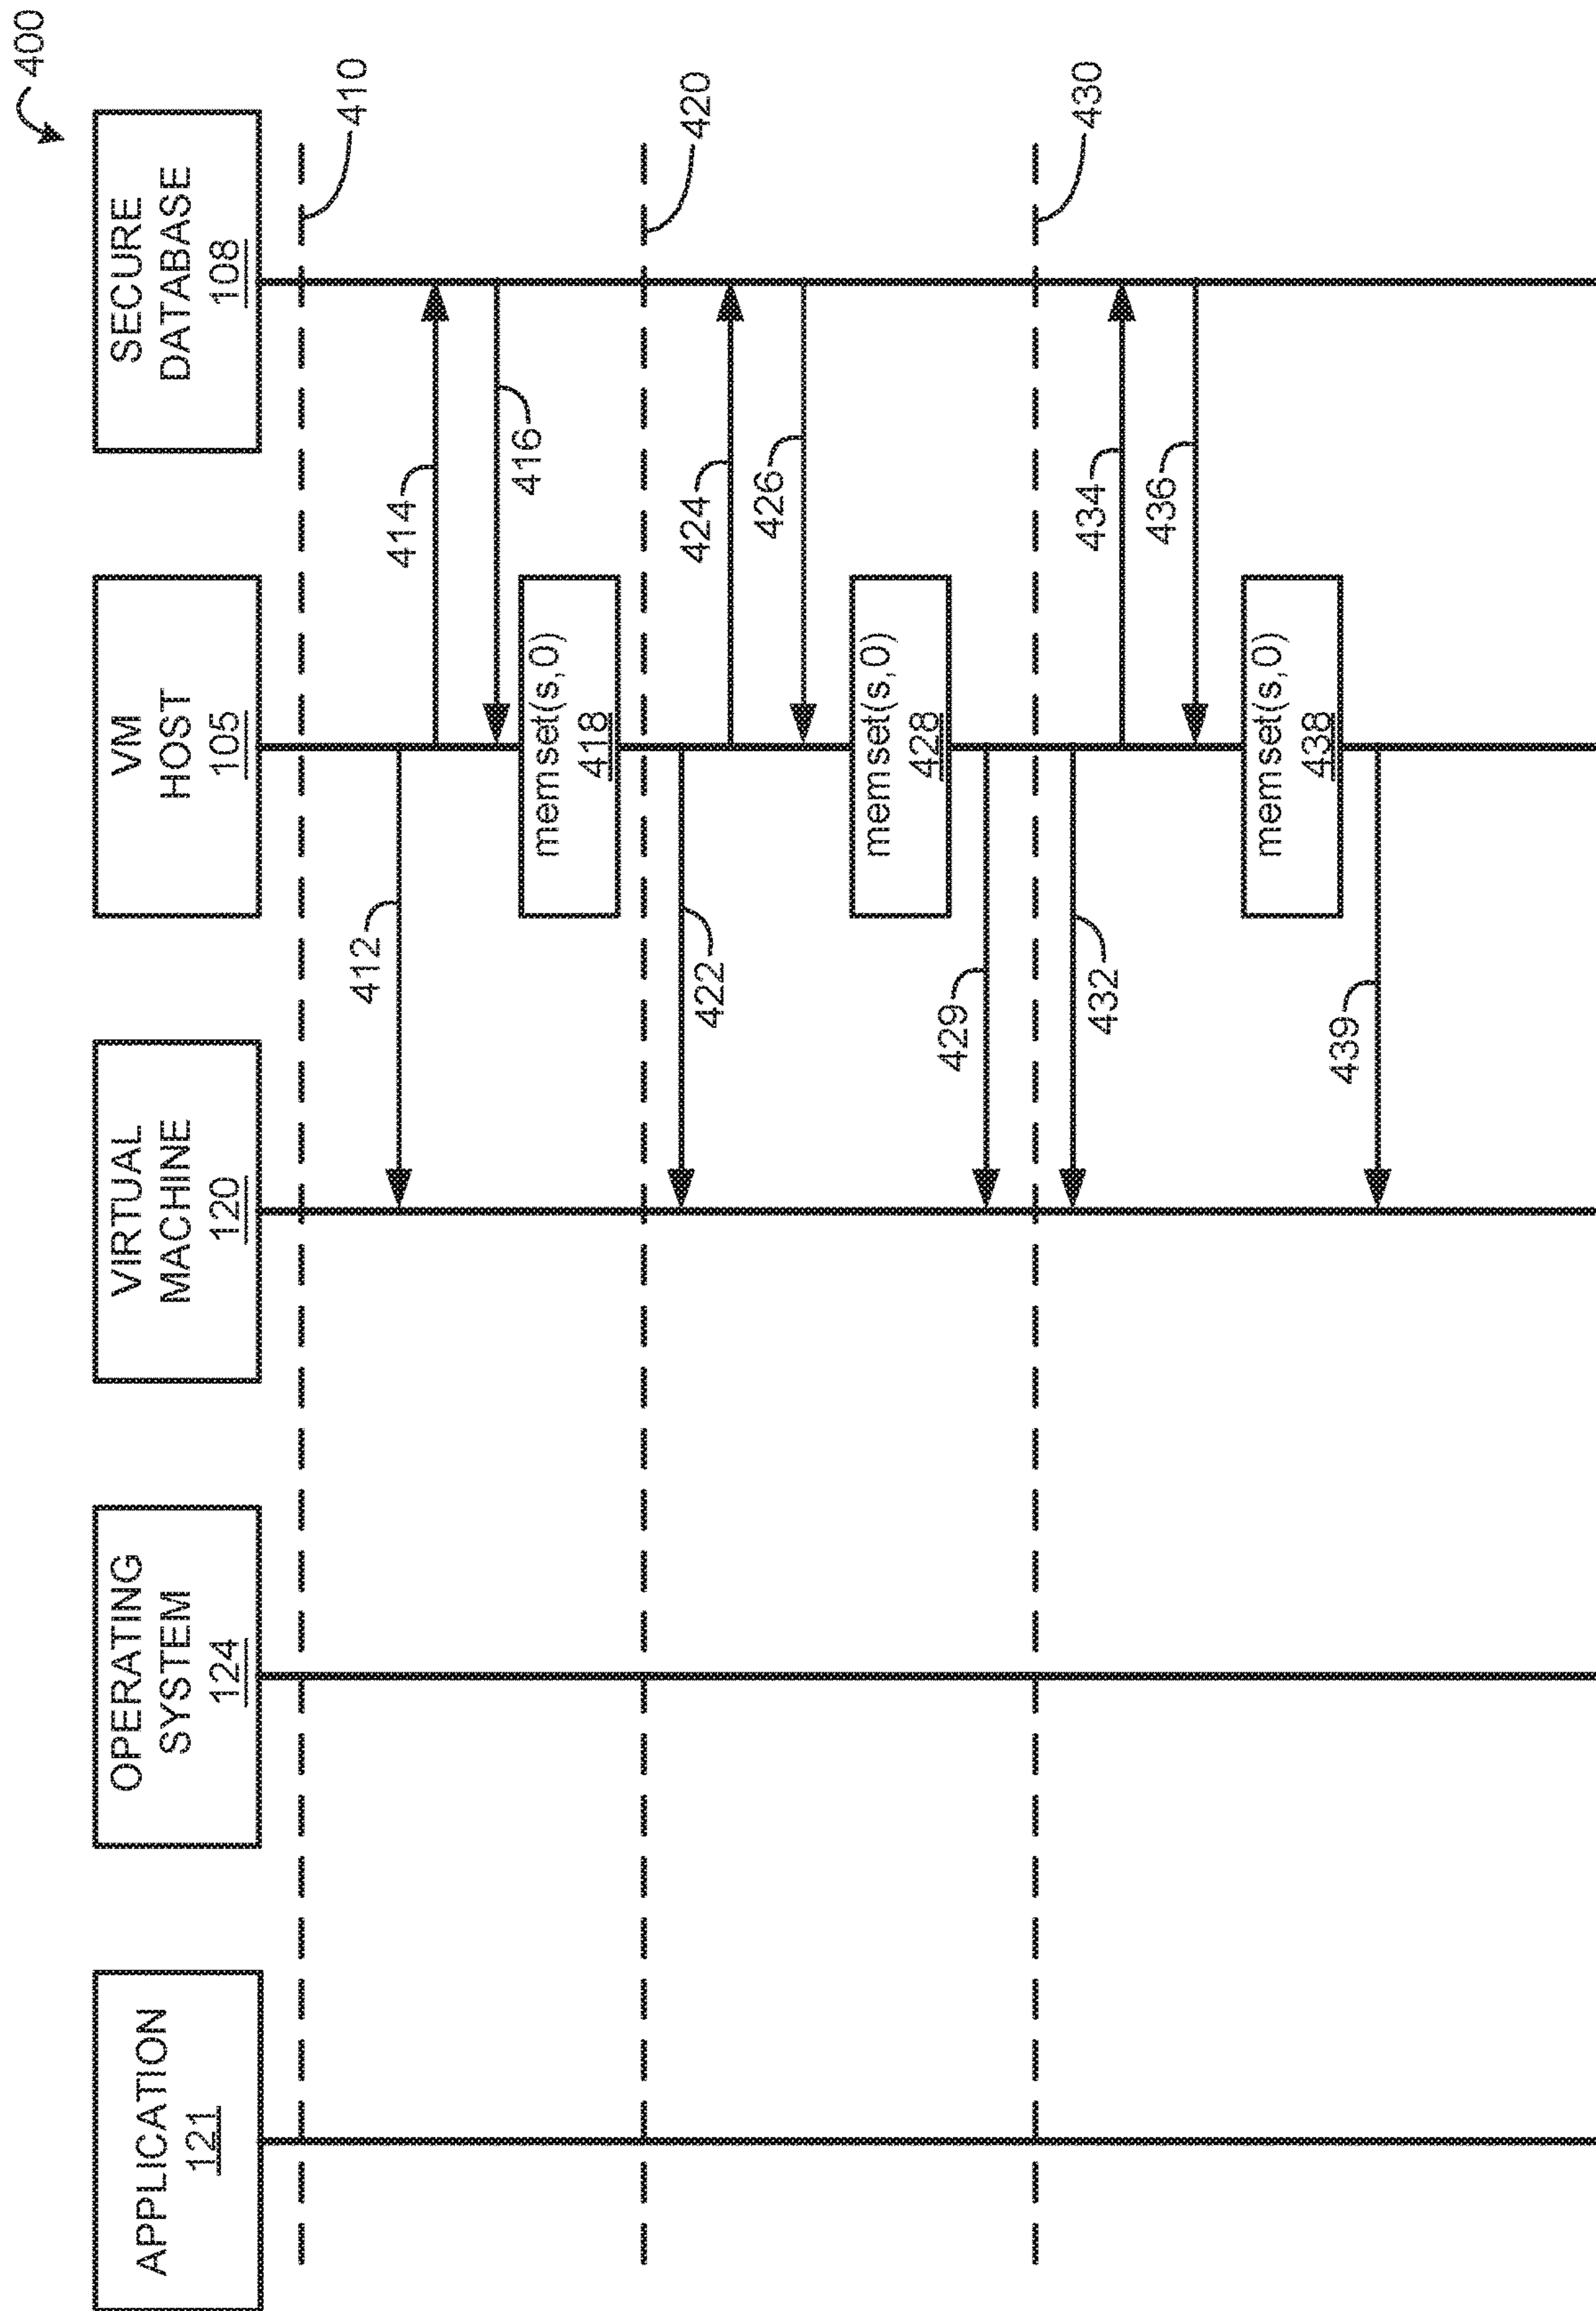 400
APPLICATION
121
OPERATING
SYSTEM
124
VIRTUAL
MACHINE
120
VM
HOST
105
SECURE
DATABASE
108
410
412
414
416
memset(s,0)
418
420
422
424
426
memset(s,0)
428
429
430
432
434
436
memset(s,0)
438
439